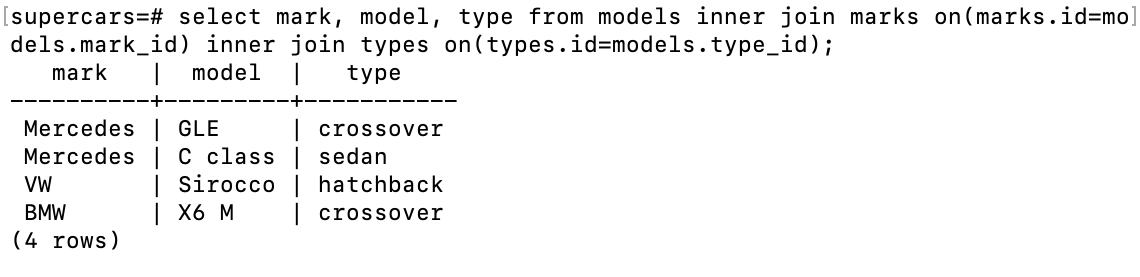 [supercars=# select mark, model, type from models inner join marks on(marks.id=mo]
dels.mark_id) inner join types on(types.id=models.type_id);
   mark   |  model  |   type
----------+---------+-----------
 Mercedes | GLE     | crossover
 Mercedes | C class | sedan
 VW       | Sirocco | hatchback
 BMW      | X6 M    | crossover
(4 rows)